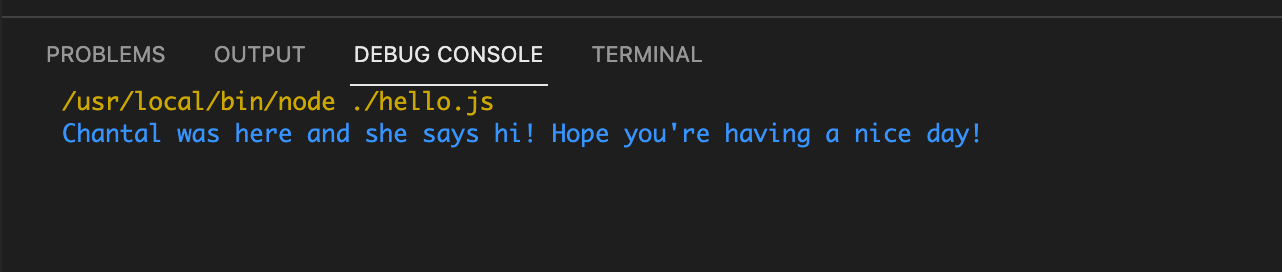 PROBLEMS OUTPUT DEBUG CONSOLE TERMINAL
/usr/local/bin/node ./hello.js
Chantal was here and she says hi! Hope you're having a nice day!